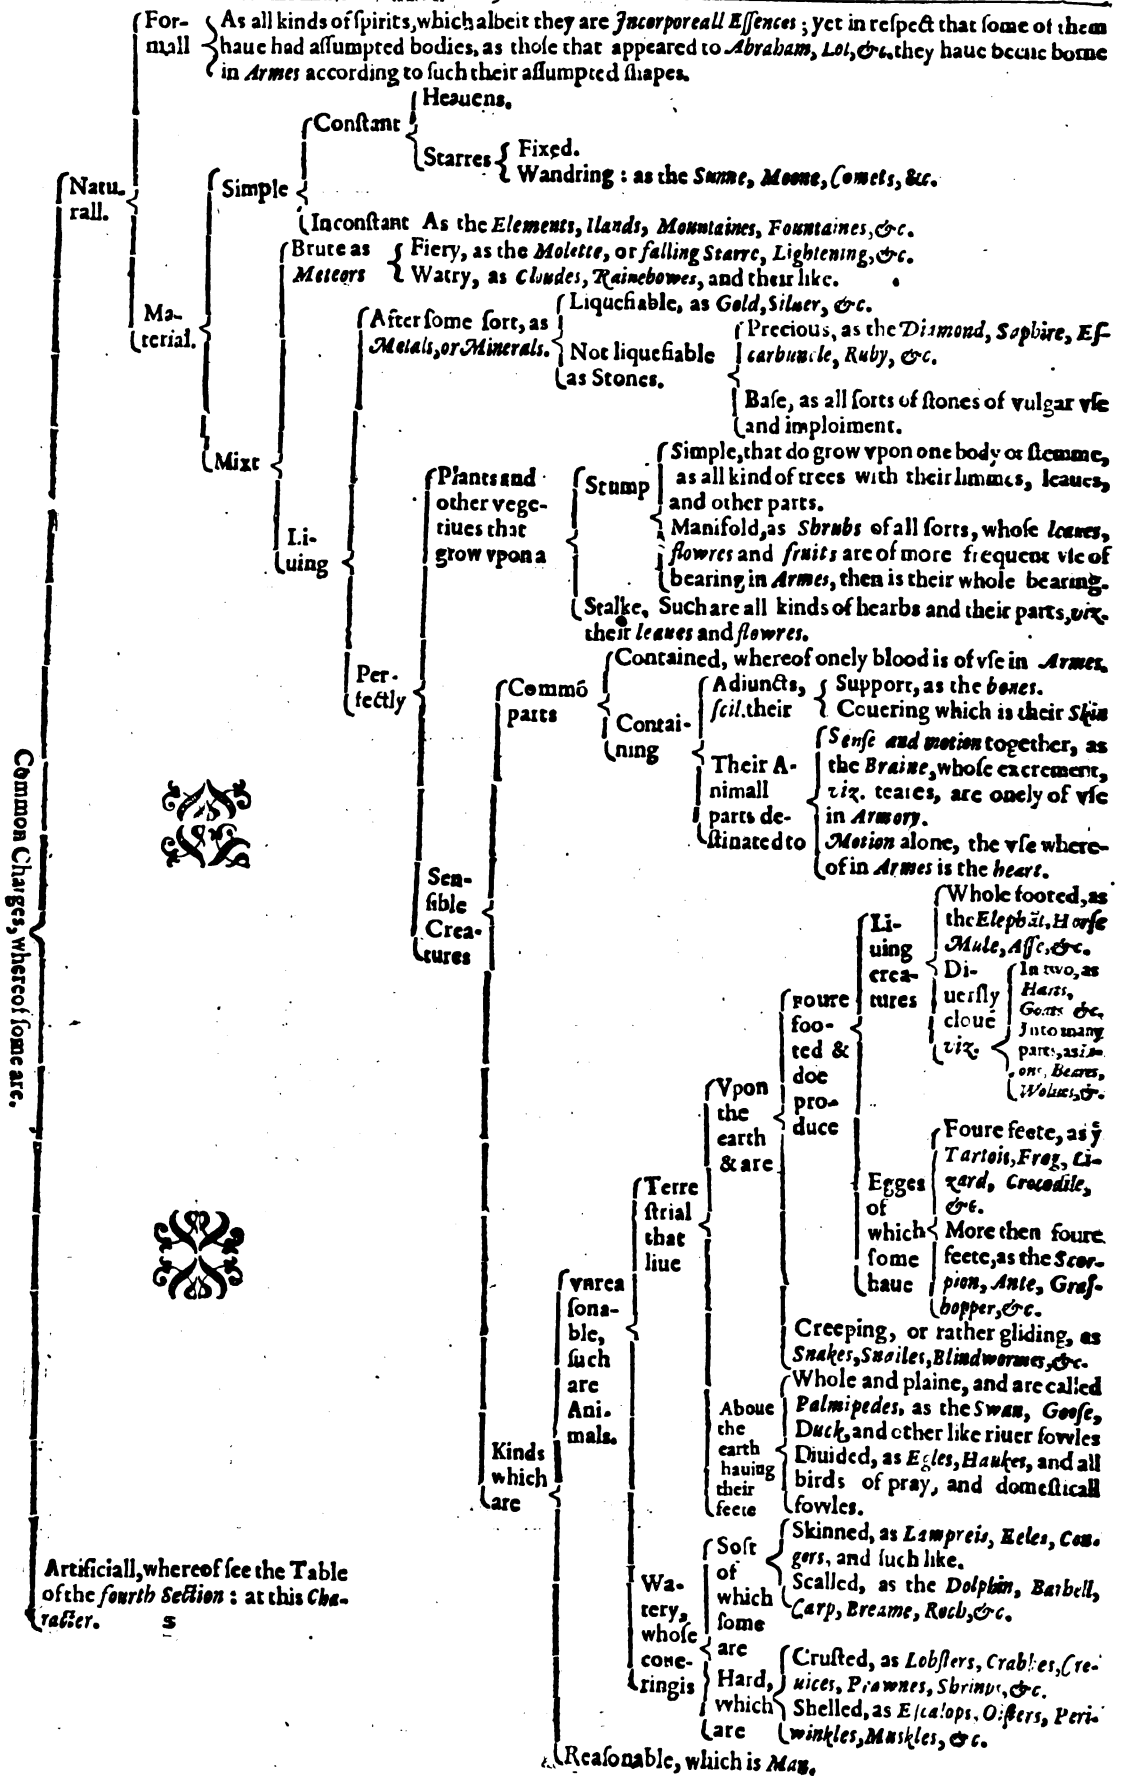 For-
mall
As all kinds of spirits, which albeit they are Incorporeall Essences; yet in respect that some of them
haue had assumpted bodies, as those that appeared to Abraham, Lot, &c. they haue beene borne
in Armes according to such their assumpted shapes.
Natu-
rall.
Ma-
terial.
Simple
Constant
Heauens.
Starres
Fixed.
Wandring: as the Sunne, Moone, Comets, &c.
Inconstant As the Elements, Ilands, Mountaines, Fountaines, &c.
Mixt
Brute as
Meteors
Fiery, as the Molette, or falling Starre, Lightening, &c.
Watry, as Cloudes, Rainebowes, and their like.
Li-
uing
After some sort, as
Metals, or Minerals.
Liquefiable, as Gold, Siluer, &c.
Not liquefiable
as Stones.
Precious, as the Diamond, Saphire, Es-
carbuncle, Ruby, &c.
Base, as all sorts of stones of vulgar vse
and imploiment.
Per-
fectly
Plants and
other vege-
tiues that
grow vpon a
Stump
Simple, that do grow vpon one body or stemme,
as all kind of trees with their limmes, leaues,
and other parts.
Manifold, as Shrubs of all sorts, whose leaues,
flowres and fruits are of more frequent vse of
bearing in Armes, then is their whole bearing.
Stalke. Such are all kinds of hearbs and their parts, viz.
their leaues and flowres.
Sen-
sible
Crea-
tures
Commō
parts
Contained, whereof onely blood is of vse in Armes.
Contai-
ning
Adiuncts,
scil. their
Support, as the bones.
Couering which is their Skin
Their A-
nimall
parts de-
stinated to
Sense and motion together, as
the Braine, whose excrement,
viz. teares, are onely of vse
in Armory.
Motion alone, the vse where-
of in Armes is the heart.
Kinds
which
are
vnrea
sona-
ble,
such
are
Ani-
mals.
Terre
strial
that
liue
Vpon
the
earth
& are
Foure
foo-
ted &
doe
pro-
duce
Li-
uing
crea-
tures
Whole footed, as
the Elephāt, Horse
Mule, Asse, &c.
Di-
uersly
cloue
viz.
In two, as
Harts,
Goats &c.
Into many
parts, as Li-
ons, Beares,
Wolues, &c.
Egges
of
which
some
haue
Foure feete, as yͤ
Tartois, Frog, Li-
zard, Crocodile,
&c.
More then foure
feete, as the Scor-
pion, Ante, Gras-
hopper, &c.
Creeping, or rather gliding, as
Snakes, Snailes, Blindwormes, &c.
Aboue
the
earth
hauing
their
feete
Whole and plaine, and are called
Palmipedes, as the Swan, Goose,
Duck, and other like riuer fowles
Diuided, as Egles, Haukes, and all
birds of pray, and domesticall
fowles.
Wa-
tery,
whose
coue-
ring is
Soft
of
which
some
are
Skinned, as Lampreis, Eeles, Con-
gers, and such like.
Scalled, as the Dolphin, Barbell,
Carp, Breame, Roch, &c.
Hard,
which
are
Crusted, as Lobsters, Crabbes, Cre-
uices, Prawnes, Shrimps, &c.
Shelled, as Escalops, Oisters, Peri-
winkles, Muskles, &c.
Reasonable, which is Man.
Common Charges, whereof some are.
Artificiall, whereof see the Table
of the fourth Section: at this Cha-
racter. S